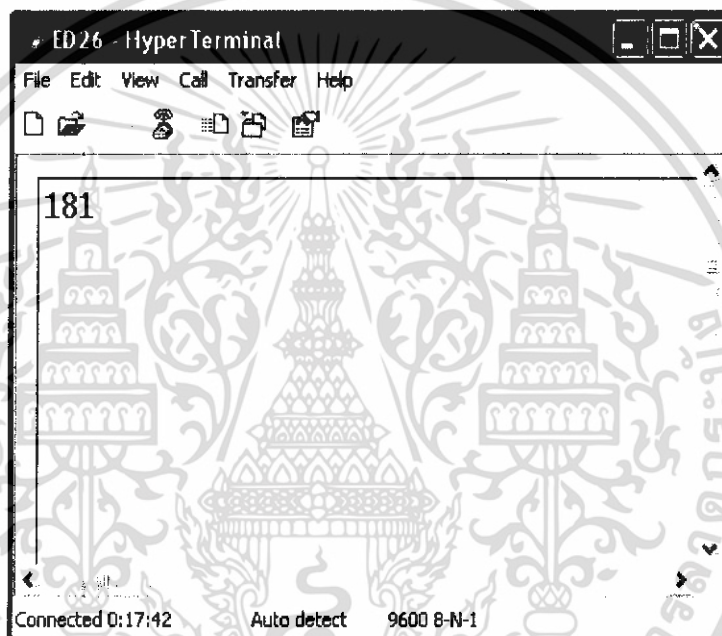 ED26 - HyperTerminal
File Edit View Call Transfer Help
181
Connected 0:17:42 Auto detect 9600 8-N-1